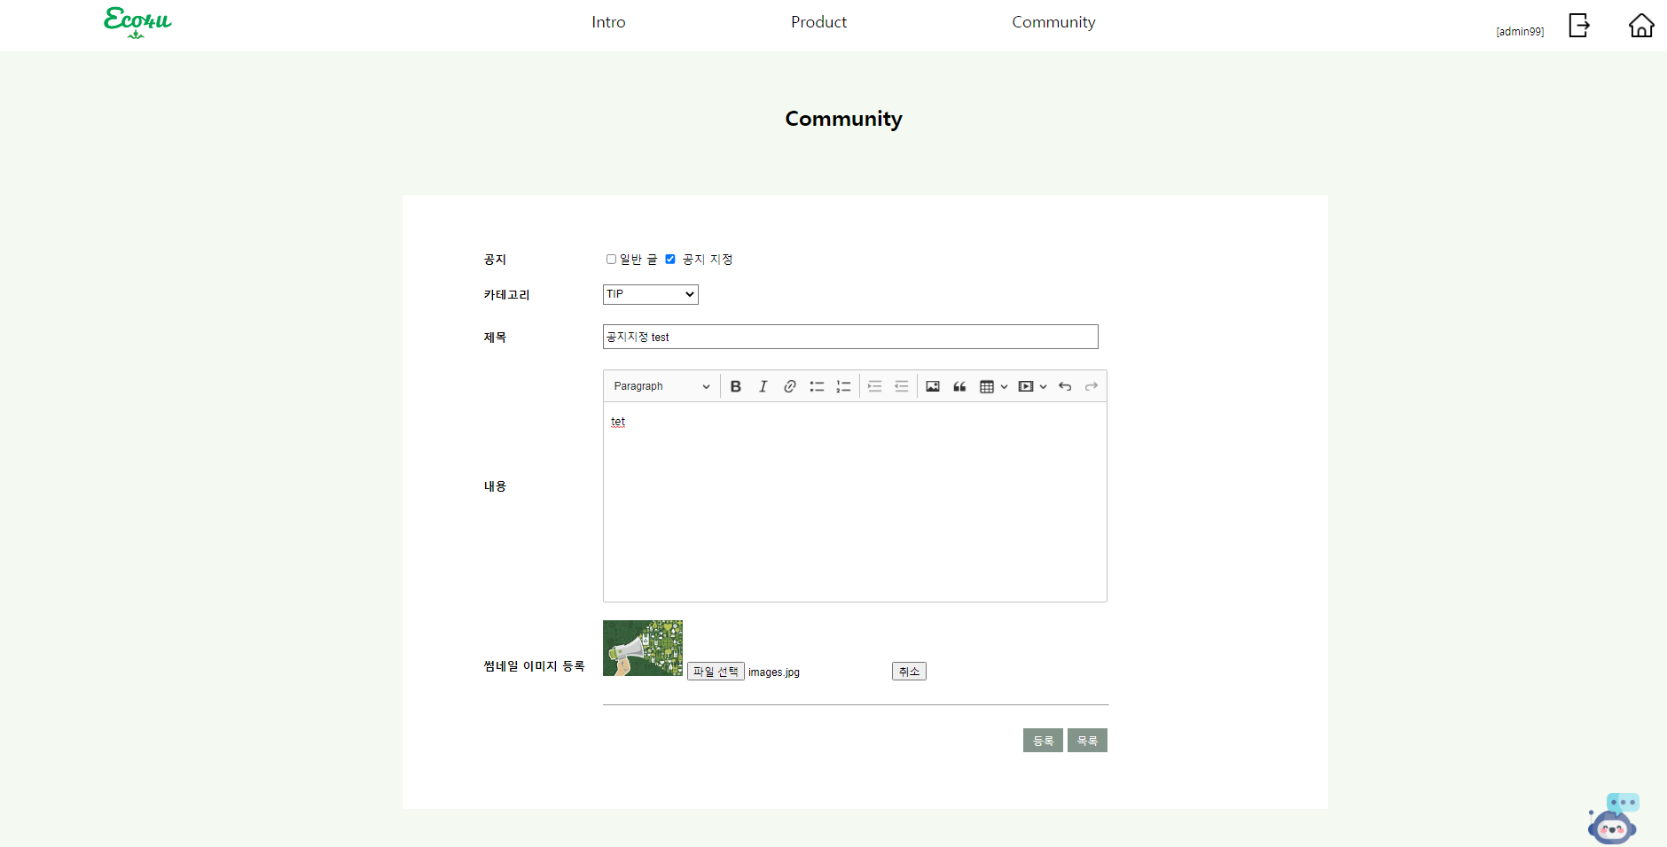 Eco4u
Intro
Product
Community
[admin99]
Community
공지
일반 글
공지 지정
카테고리
TIP
제목
공지지정 test
Paragraph
tet
내용
썸네일 이미지 등록
파일 선택 images.jpg
취소
등록
목록